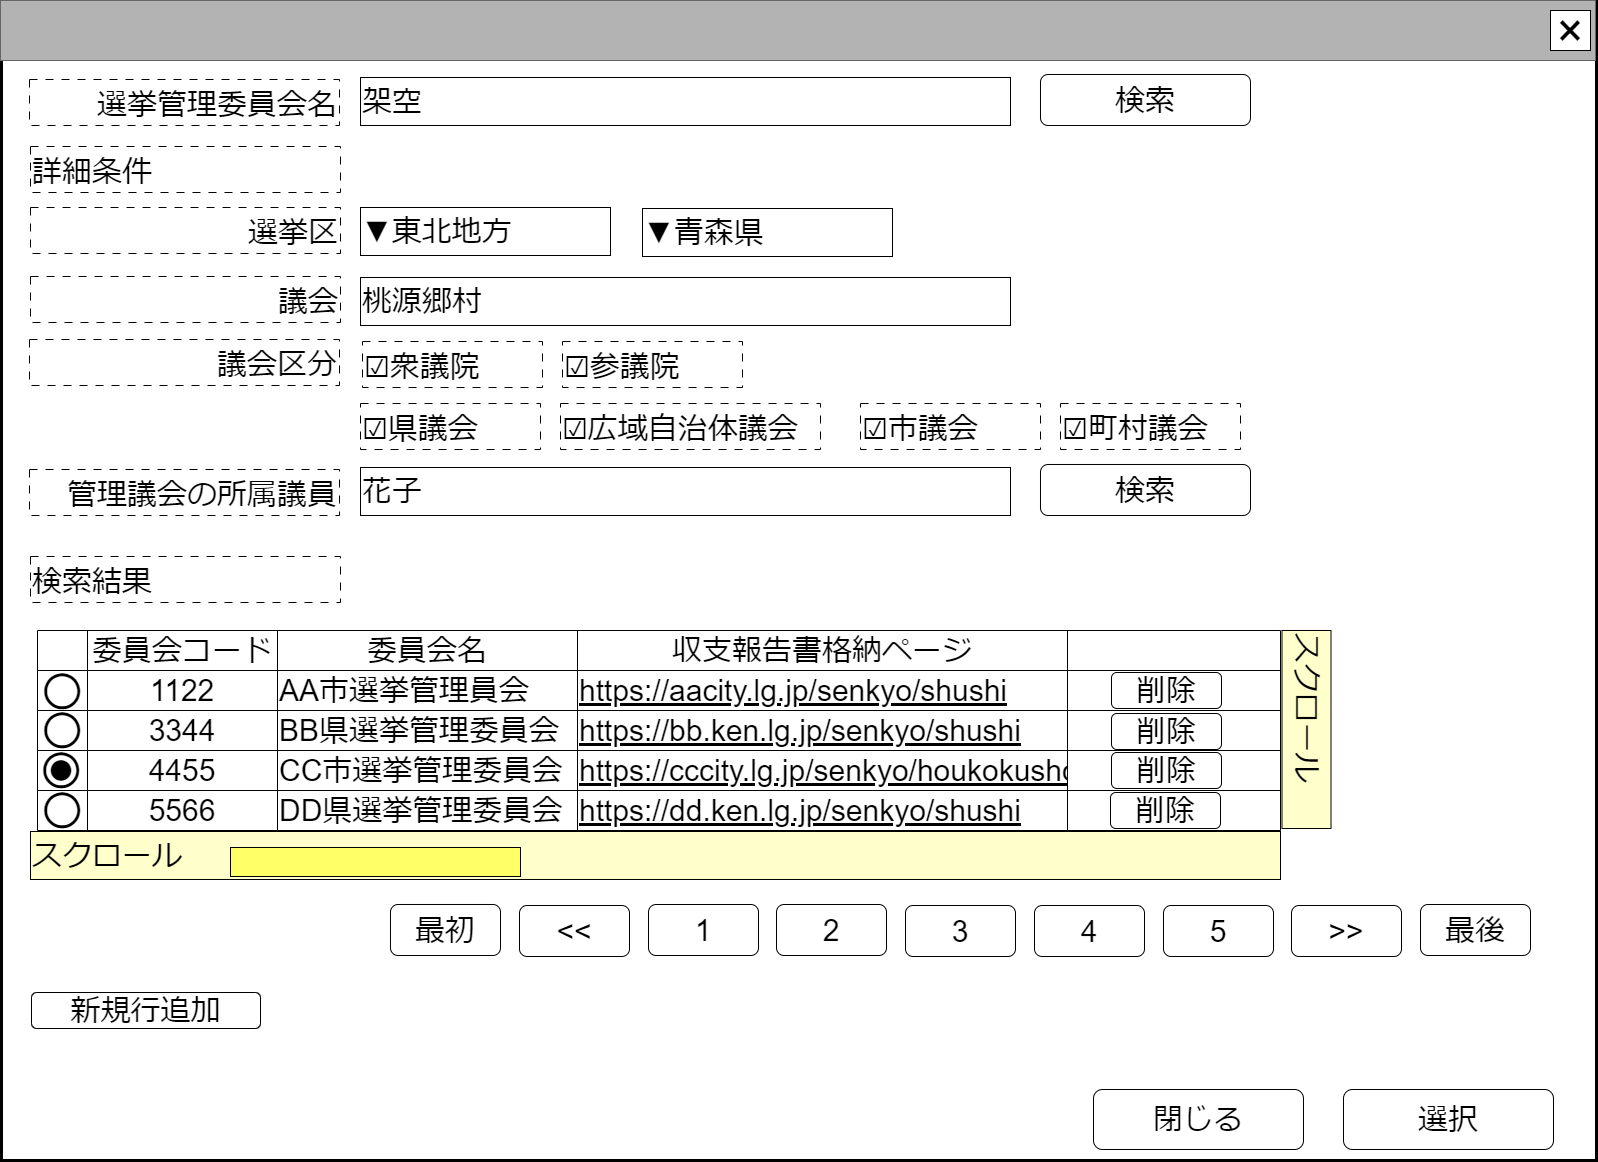 ×
選挙管理委員会名 架空 検索
詳細条件
選挙区 ▼東北地方 ▼青森県
議会 桃源郷村
議会区分 ☑衆議院 ☑参議院
☑県議会 ☑広域自治体議会 ☑市議会 ☑町村議会
管理議会の所属議員 花子 検索
検索結果
委員会コード 委員会名 収支報告書格納ページ
1122 AA市選挙管理員会 https://aacity.lg.jp/senkyo/shushi 削除
3344 BB県選挙管理委員会 https://bb.ken.lg.jp/senkyo/shushi 削除
4455 CC市選挙管理委員会 https://cccity.lg.jp/senkyo/houkokusho 削除
5566 DD県選挙管理委員会 https://dd.ken.lg.jp/senkyo/shushi 削除
スクロール
スクロール
最初 << 1 2 3 4 5 >> 最後
新規行追加
閉じる 選択